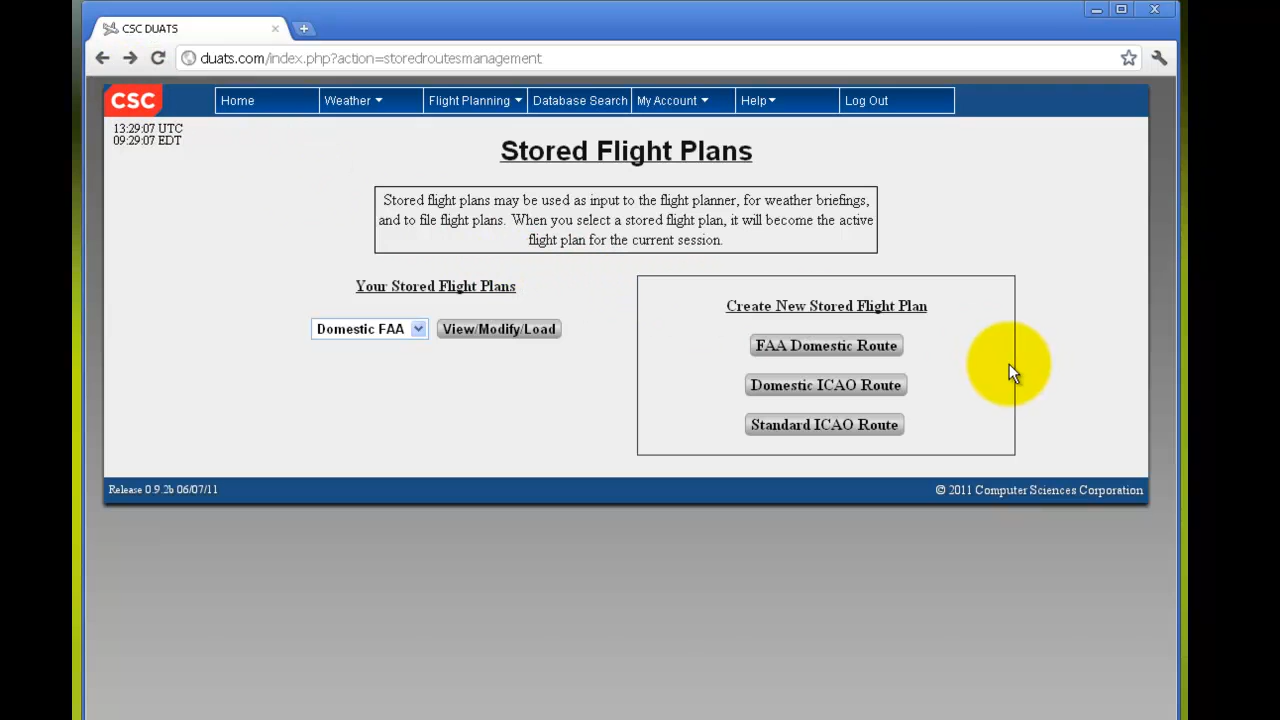 CSC DUATS
duats.com/index.php?action=storedroutesmanagement
CSC
Home Weather Flight Planning Database Search My Account Help Log Out
13:29:07 UTC
09:29:07 EDT
Stored Flight Plans
Stored flight plans may be used as input to the flight planner, for weather briefings,
and to file flight plans. When you select a stored flight plan, it will become the active
flight plan for the current session.
Your Stored Flight Plans
Domestic FAA View/Modify/Load
Create New Stored Flight Plan
FAA Domestic Route
Domestic ICAO Route
Standard ICAO Route
Release 0.9.2b 06/07/11
© 2011 Computer Sciences Corporation